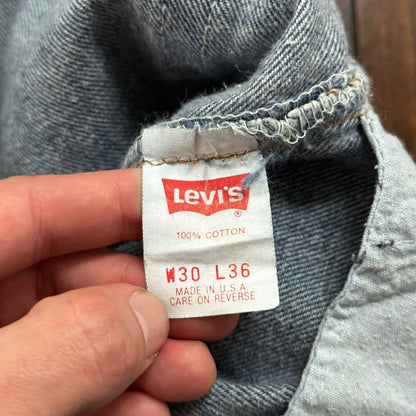 LEVI'S
®
100% COTTON
W30 L36
MADE IN U.S.A
CARE ON REVERSE